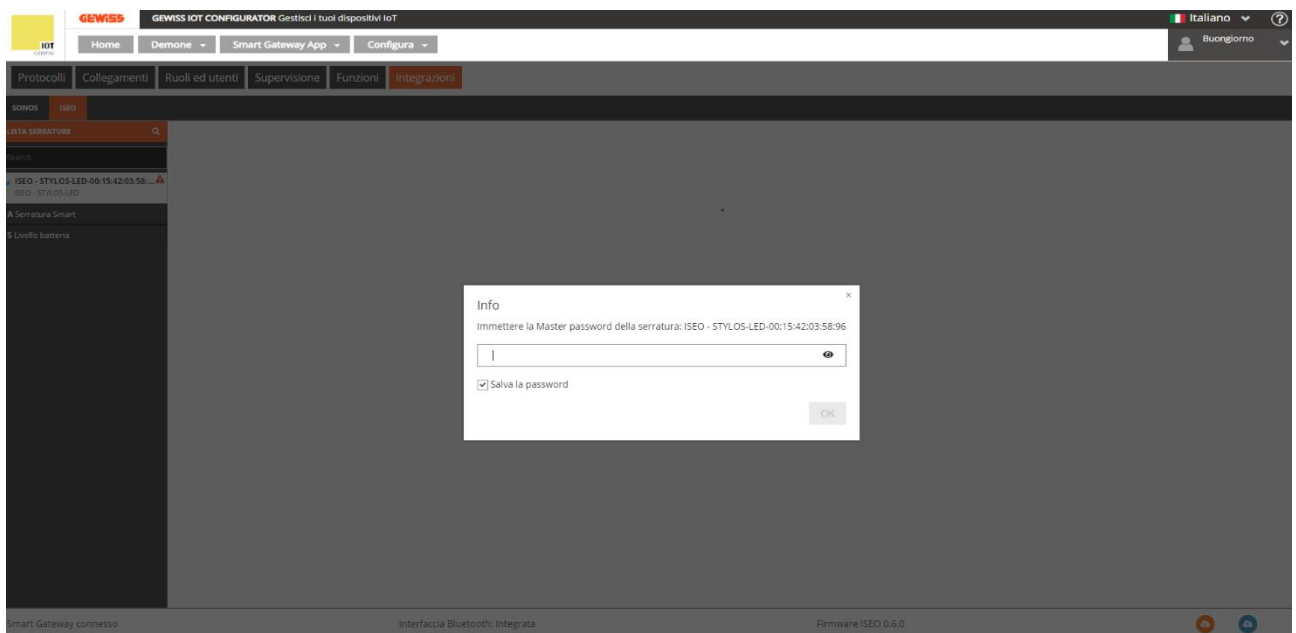 GEWISS
GEWISS IOT CONFIGURATOR Gestisci i tuoi dispositivi IoT
Italiano
IOT
CONFIG
Home
Demone
Smart Gateway App
Configura
Buongiorno
Protocolli
Collegamenti
Ruoli ed utenti
Supervisione
Funzioni
Integrazioni
SONOS
ISEO
LISTA SERRATURE
Search
ISEO - STYLOS-LED-00:15:42:03:58:...
ISEO - STYLOS-LED
A Serratura Smart
S Livello batteria
Info
Immettere la Master password della serratura: ISEO - STYLOS-LED-00:15:42:03:58:96
Salva la password
OK
Smart Gateway connesso
Interfaccia Bluetooth: Integrata
Firmware ISEO 0.6.0